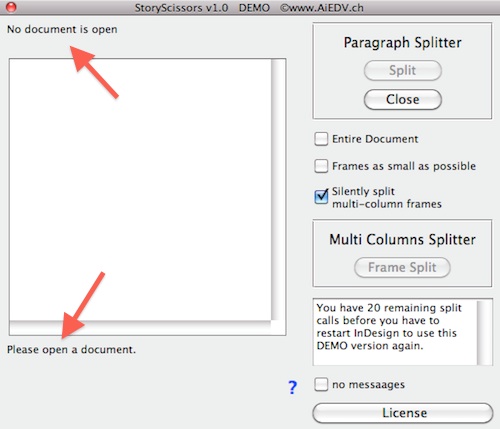 StoryScissors v1.0 DEMO ©www.AiEDV.ch
No document is open
Please open a document.
Paragraph Splitter
Split
Close
Entire Document
Frames as small as possible
Silently split
multi-column frames
Multi Columns Splitter
Frame Split
You have 20 remaining split
calls before you have to
restart InDesign to use this
DEMO version again.
?
no messaages
License